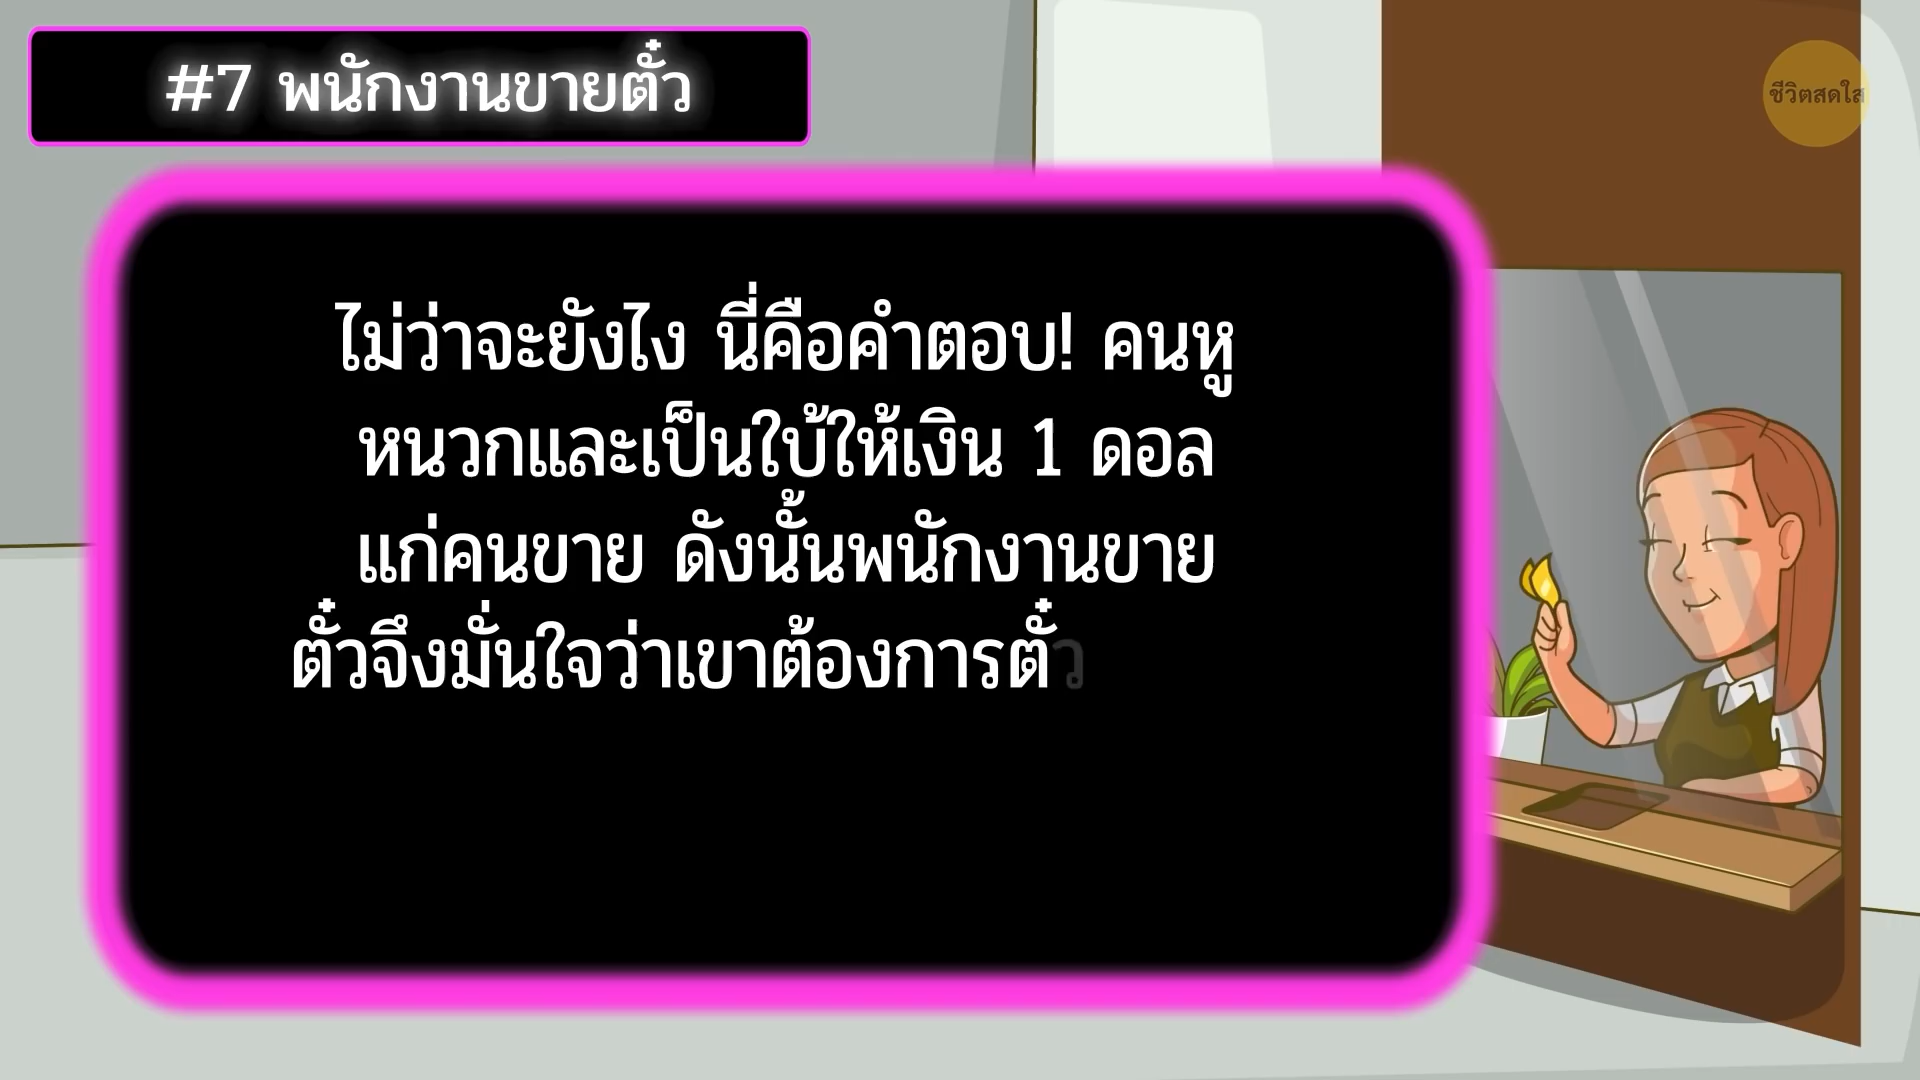 #7 พนักงานขายตั๋ว
ชีวิตสดใส
ไม่ว่าจะยังไง นี่คือคำตอบ! คนหู
หนวกและเป็นใบ้ให้เงิน 1 ดอล
แก่คนขาย ดังนั้นพนักงานขาย
ตั๋วจึงมั่นใจว่าเขาต้องการตั๋ว